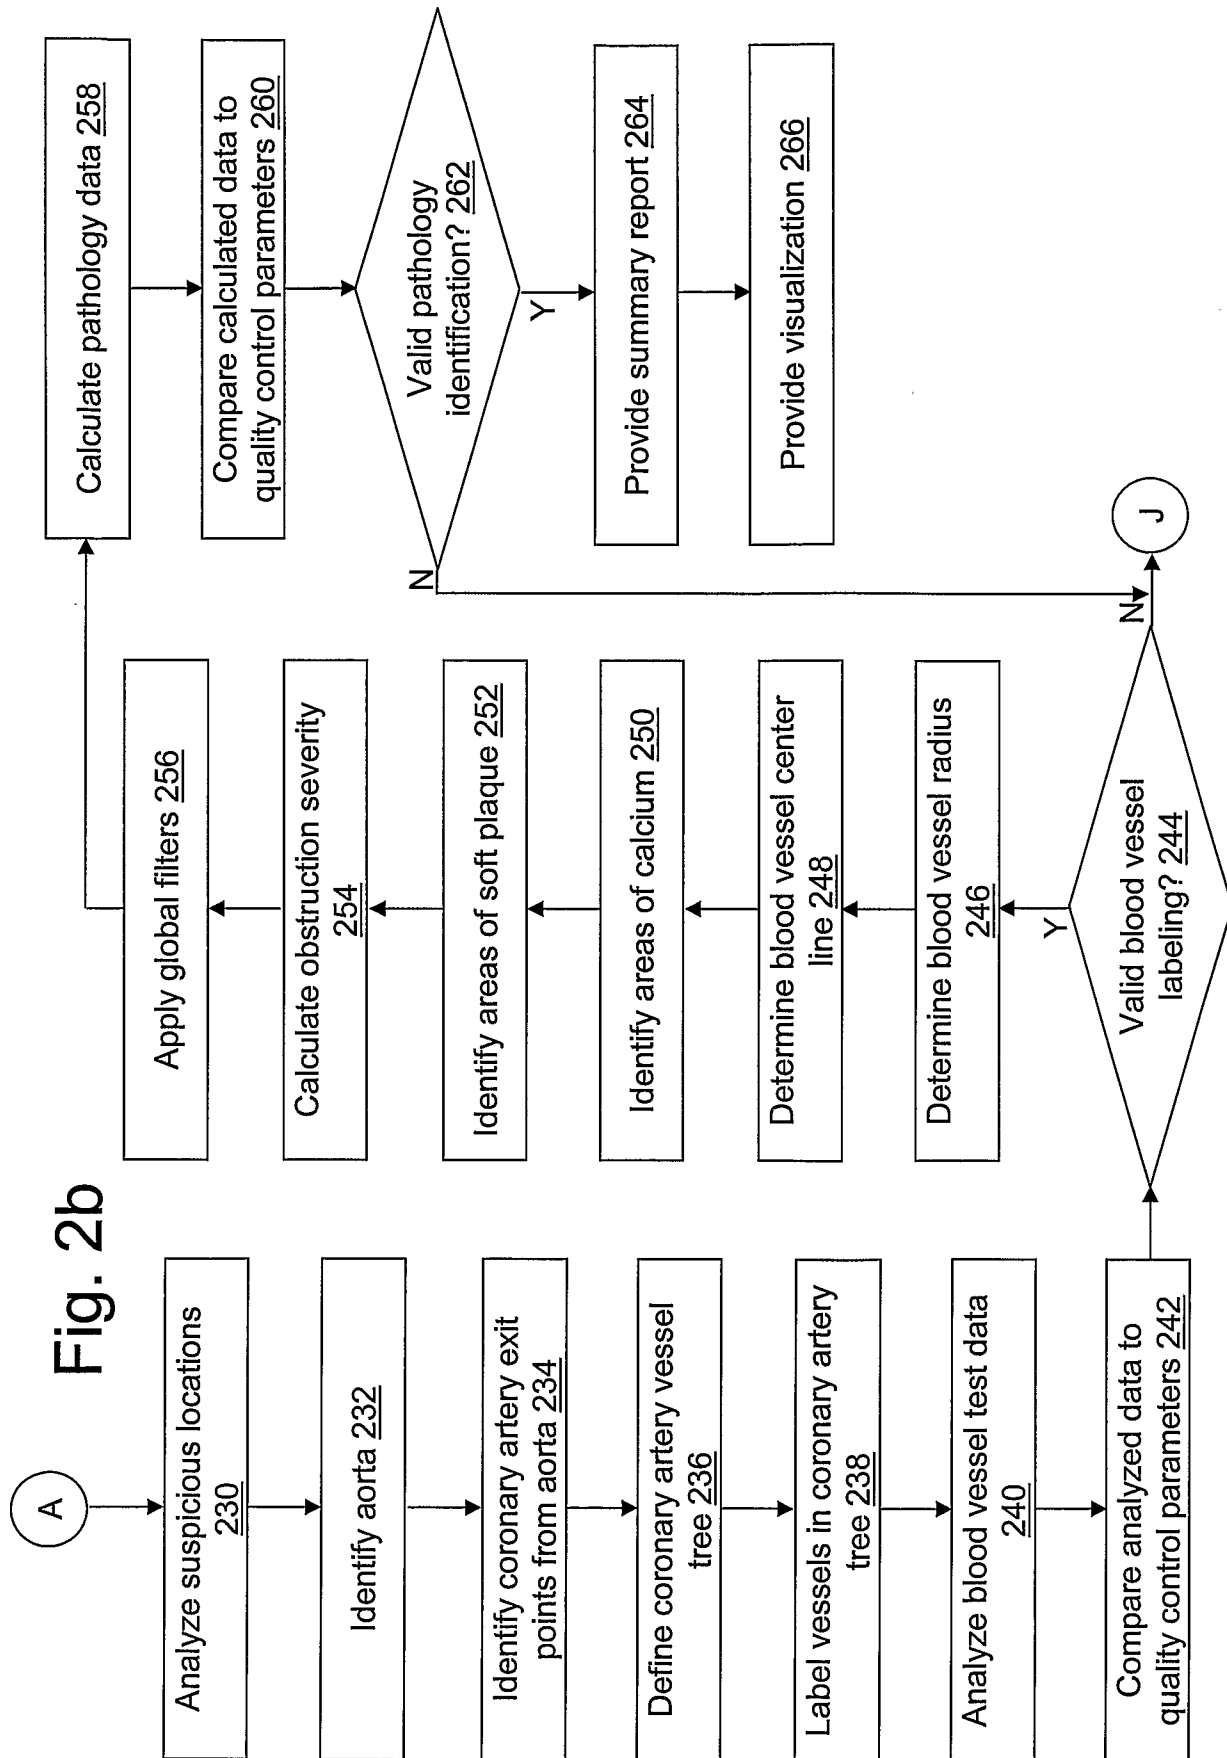 Fig. 2b
A
Analyze suspicious locations
230
Identify aorta 232
Identify coronary artery exit
points from aorta 234
Define coronary artery vessel
tree 236
Label vessels in coronary artery
tree 238
Analyze blood vessel test data
240
Compare analyzed data to
quality control parameters 242
Valid blood vessel
labeling? 244
Y
N
J
Determine blood vessel radius
246
Determine blood vessel center
line 248
Identify areas of calcium 250
Identify areas of soft plaque 252
Calculate obstruction severity
254
Apply global filters 256
Calculate pathology data 258
Compare calculated data to
quality control parameters 260
Valid pathology
identification? 262
N
Y
Provide summary report 264
Provide visualization 266